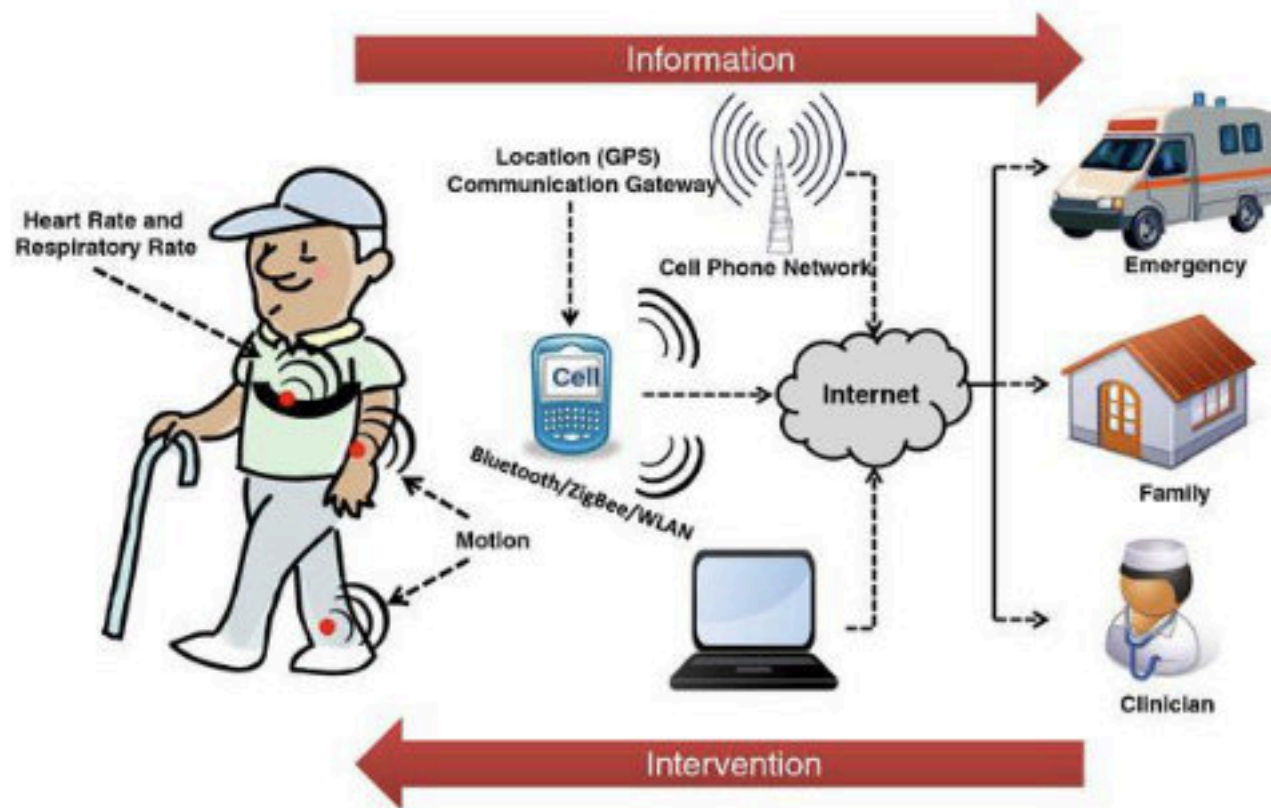 Information
Location (GPS)
Communication Gateway
Heart Rate and
Respiratory Rate
Cell Phone Network
Emergency
Cell
Internet
Bluetooth/ZigBee/WLAN
Family
Motion
Clinician
Intervention